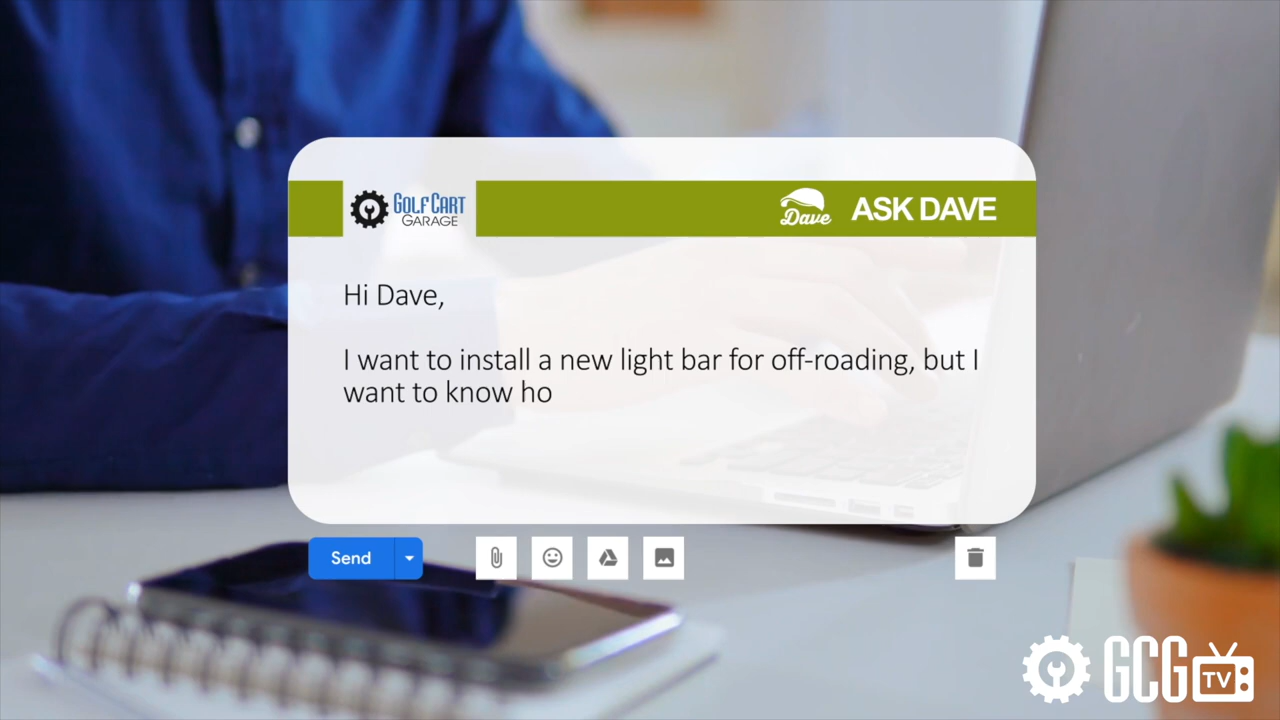 GOLF CART
GARAGE
Dave
ASK DAVE
Hi Dave,
I want to install a new light bar for off-roading, but I
want to know ho
Send
GCG
TV